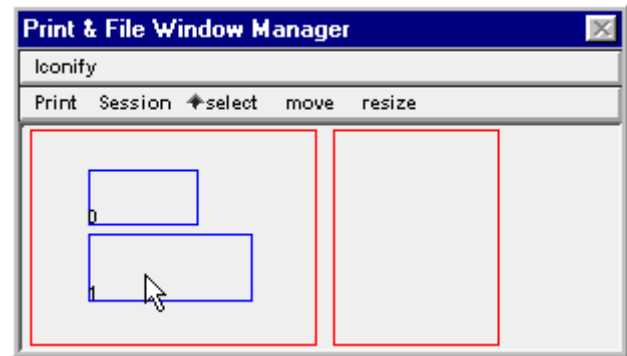 Print & File Window Manager
Iconify
Print Session select move resize
0
1